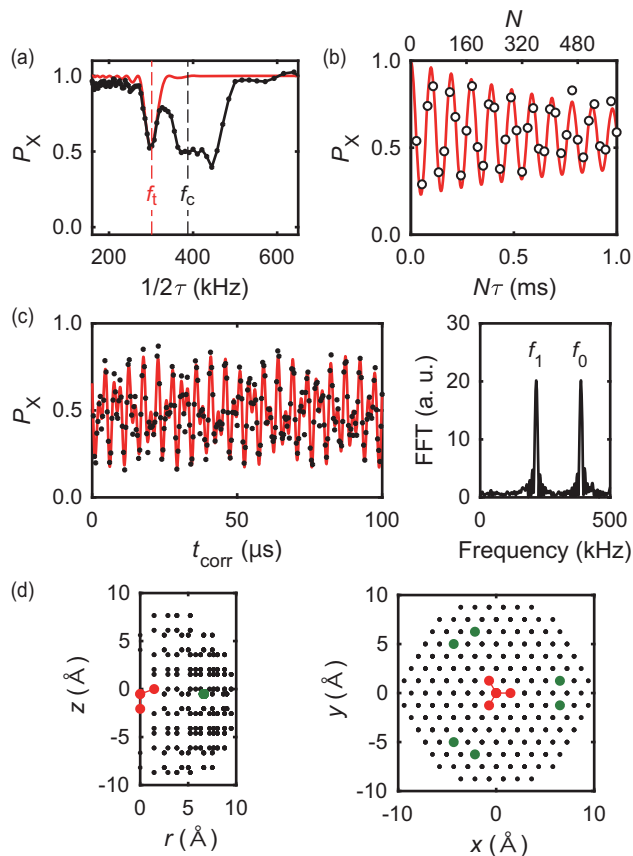 N
0 160 320 480
(a)
(b)
1.0
0.5
0.0
P_X
f_t
f_c
200 400 600
1/2τ (kHz)
1.0
0.5
0.0
P_X
0.0 0.5 1.0
Nτ (ms)
(c)
1.0
0.5
0.0
P_X
0 50 100
t_corr (µs)
30
20
10
0
FFT (a. u.)
f_1 f_0
0 500
Frequency (kHz)
(d)
10
5
0
-5
-10
z (Å)
0 5 10
r (Å)
10
5
0
-5
-10
y (Å)
-10 -5 0 5 10
x (Å)